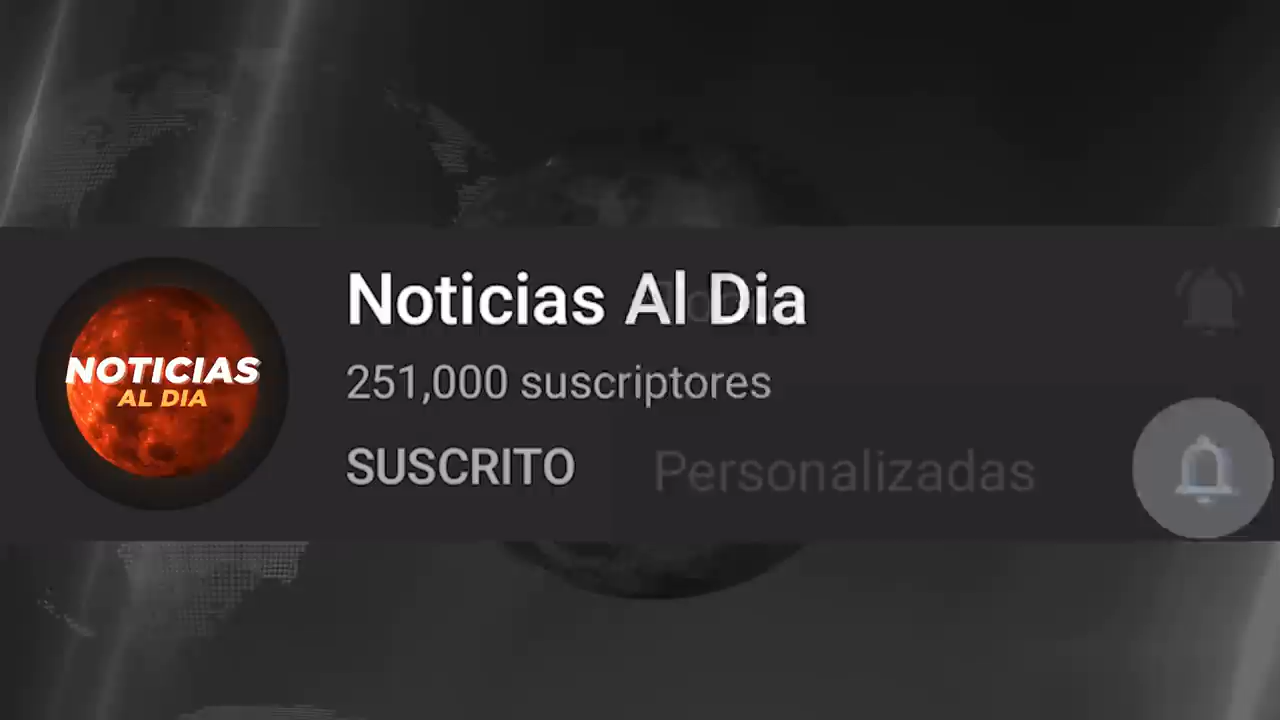 Noticias Al Dia
NOTICIAS
AL DIA
251,000 suscriptores
SUSCRITO
Personalizadas